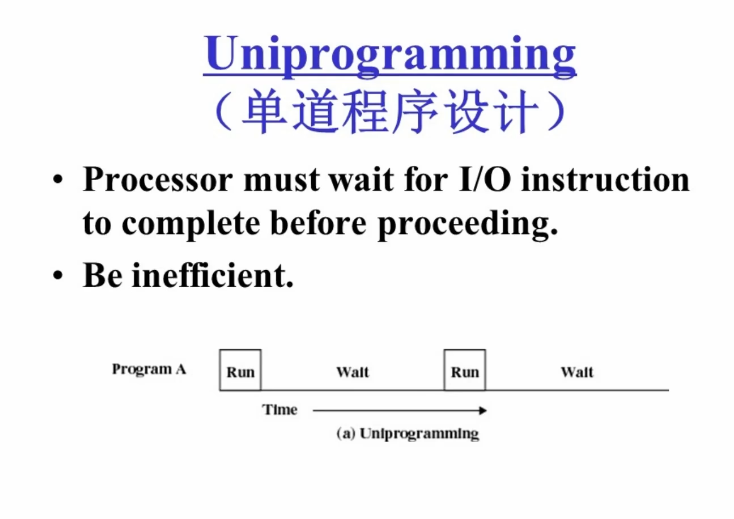 Uniprogramming
（单道程序设计）
• Processor must wait for I/O instruction
to complete before proceeding.
• Be inefficient.
Program A Run Wait Run Wait
Time
(a) Uniprogramming